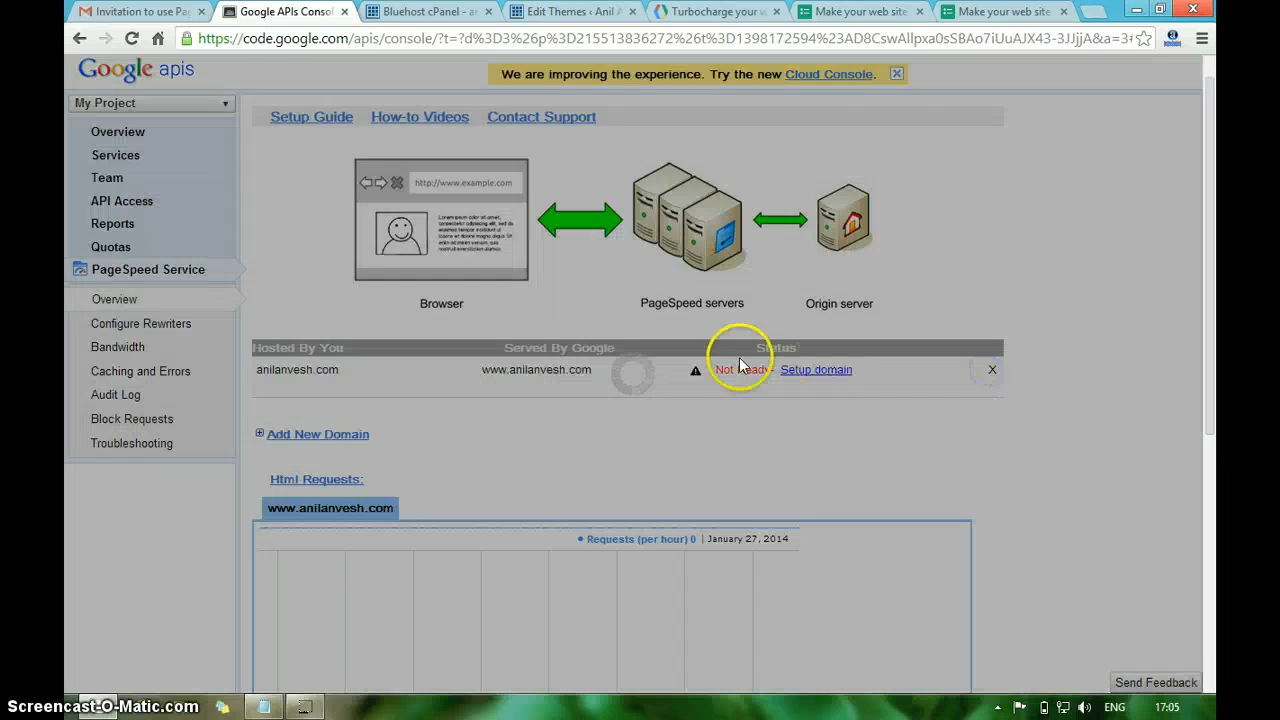 Invitation to use Pa
Google APIs Consol
Bluehost cPanel - a
Edit Themes ‹ Anil A
Turbocharge your w
Make your web site
Make your web site
https://code.google.com/apis/console/?t=?d%3D3%26p%3D215513836272%26t%3D1398172594%23AD8CswAllpxa0sSBAo7iUuAJX43-3JJjA&a=3
Google apis
We are improving the experience. Try the new Cloud Console.
My Project
Overview
Services
Team
API Access
Reports
Quotas
PageSpeed Service
Overview
Configure Rewriters
Bandwidth
Caching and Errors
Audit Log
Block Requests
Troubleshooting
Setup Guide How-to Videos Contact Support
http://www.example.com
Browser
PageSpeed servers
Origin server
Hosted By You Served By Google Status
anilanvesh.com www.anilanvesh.com Not Ready - Setup domain X
Add New Domain
Html Requests:
www.anilanvesh.com
Requests (per hour) 0 | January 27, 2014
Send Feedback
Screencast-O-Matic.com
ENG 17:05